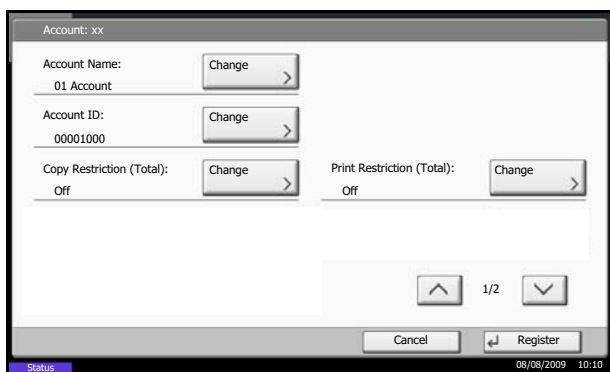 Account: xx
Account Name:
Change
01 Account
Account ID:
Change
00001000
Copy Restriction (Total):
Change
Off
Print Restriction (Total):
Change
Off
1/2
Cancel
Register
Status
08/08/2009 10:10